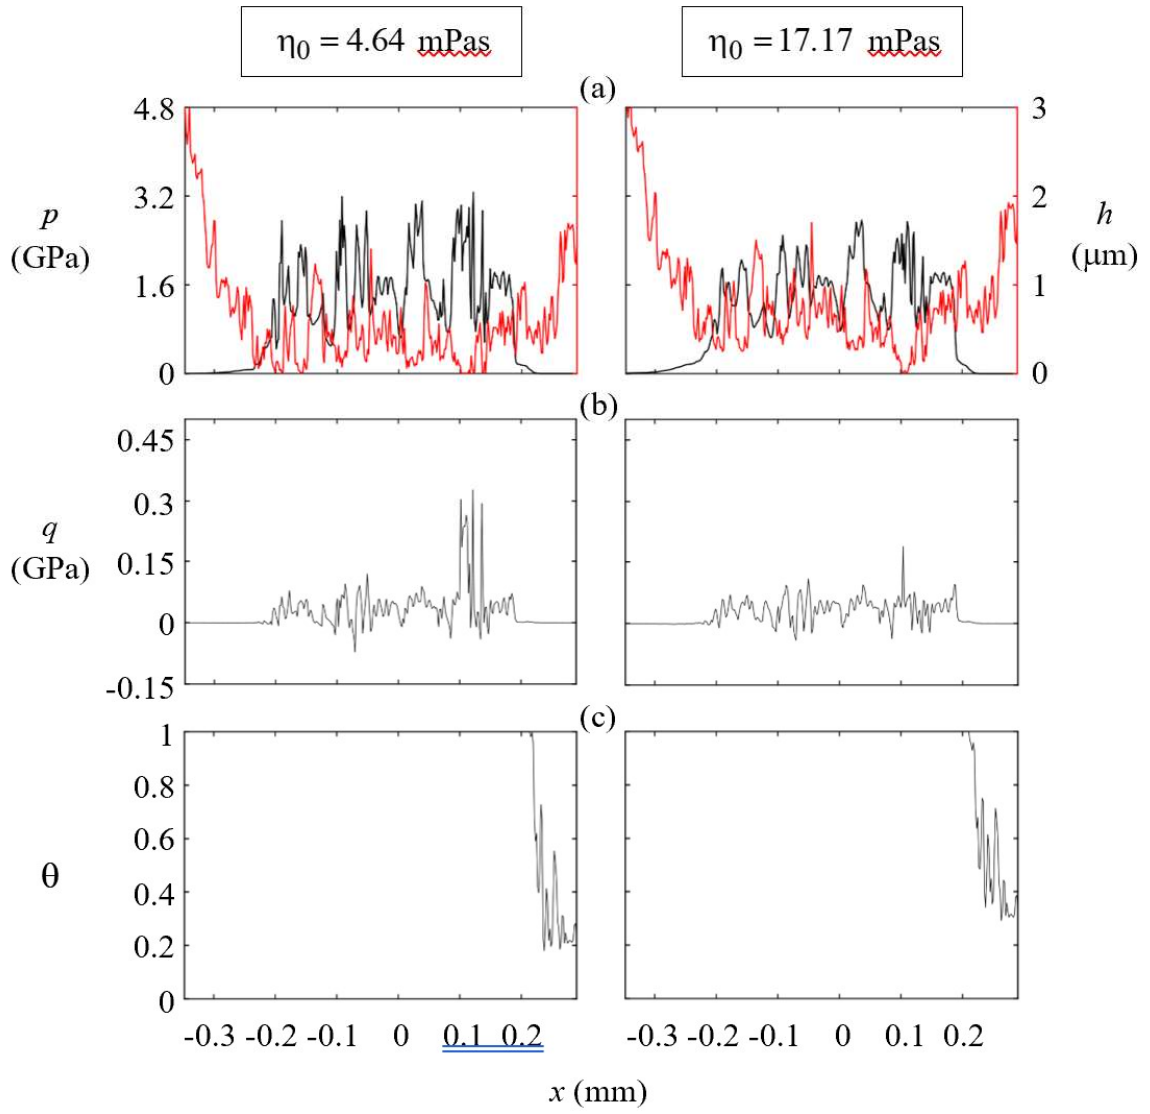 η0 = 4.64 mPas η0 = 17.17 mPas
(a)
4.8 3
3.2 2
p h
(GPa) (μm)
1.6 1
0 0
(b)
0.45
0.3
q
(GPa) 0.15
0
-0.15
(c)
1
0.8
0.6
θ
0.4
0.2
0
-0.3 -0.2 -0.1 0 0.1 0.2 -0.3 -0.2 -0.1 0 0.1 0.2
x (mm)